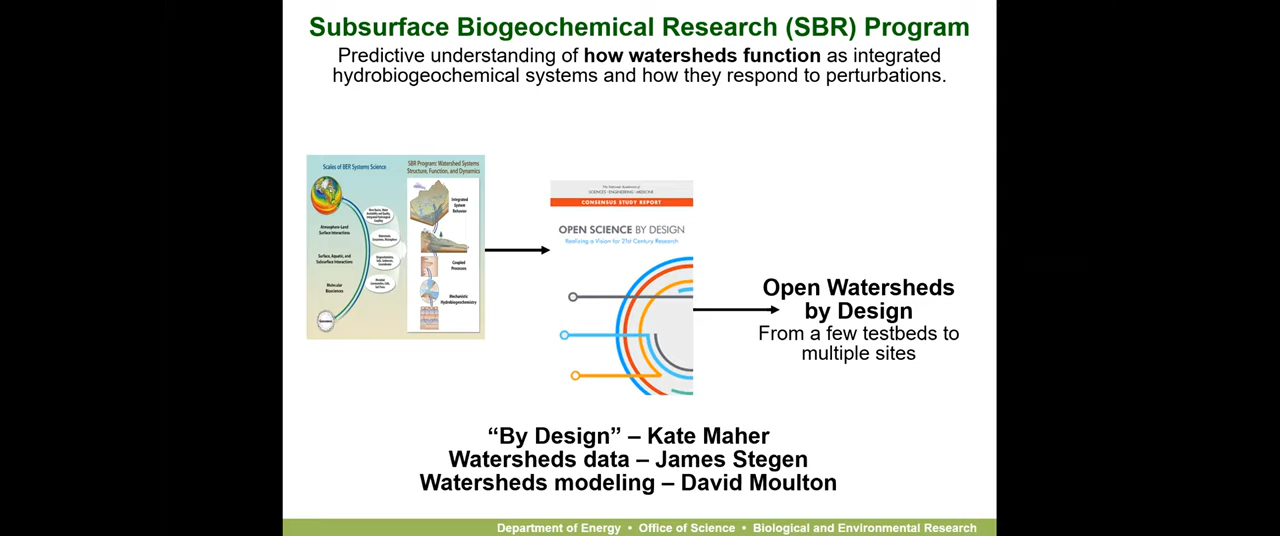 Subsurface Biogeochemical Research (SBR) Program
Predictive understanding of how watersheds function as integrated
hydrobiogeochemical systems and how they respond to perturbations.
Scales of BER Systems Science
SBR Program: Watershed Systems
Structure, Function, and Dynamics
Integrated
System
Behavior
Atmosphere-Land
Surface Interactions
Surface, Aquatic, and
Subsurface Interactions
Coupled
Processes
Molecular
Biosciences
Mechanistic
Hydrobiogeochemistry
SCIENCES · ENGINEERING · MEDICINE
CONSENSUS STUDY REPORT
OPEN SCIENCE BY DESIGN
Realizing a Vision for 21st Century Research
Open Watersheds
by Design
From a few testbeds to
multiple sites
“By Design” – Kate Maher
Watersheds data – James Stegen
Watersheds modeling – David Moulton
Department of Energy • Office of Science • Biological and Environmental Research